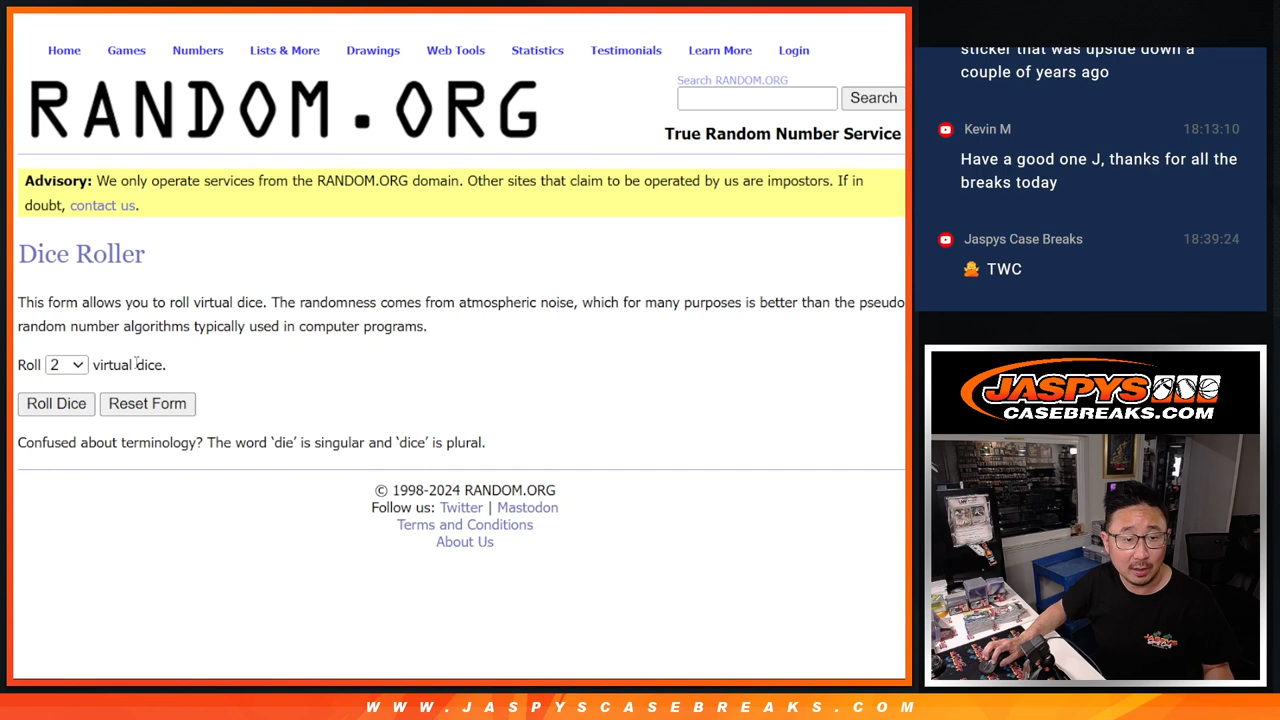 Home Games Numbers Lists & More Drawings Web Tools Statistics Testimonials Learn More Login
RANDOM.ORG
Search RANDOM.ORG
Search
True Random Number Service
Advisory: We only operate services from the RANDOM.ORG domain. Other sites that claim to be operated by us are impostors. If in
doubt, contact us.
Dice Roller
This form allows you to roll virtual dice. The randomness comes from atmospheric noise, which for many purposes is better than the pseudo
random number algorithms typically used in computer programs.
Roll 2 virtual dice.
Roll Dice Reset Form
Confused about terminology? The word ‘die’ is singular and ‘dice’ is plural.
© 1998-2024 RANDOM.ORG
Follow us: Twitter | Mastodon
Terms and Conditions
About Us
sticker that was upside down a
couple of years ago
Kevin M 18:13:10
Have a good one J, thanks for all the
breaks today
Jaspys Case Breaks 18:39:24
TWC
JASPYS
CASEBREAKS.COM
WWW.JASPYSCASEBREAKS.COM